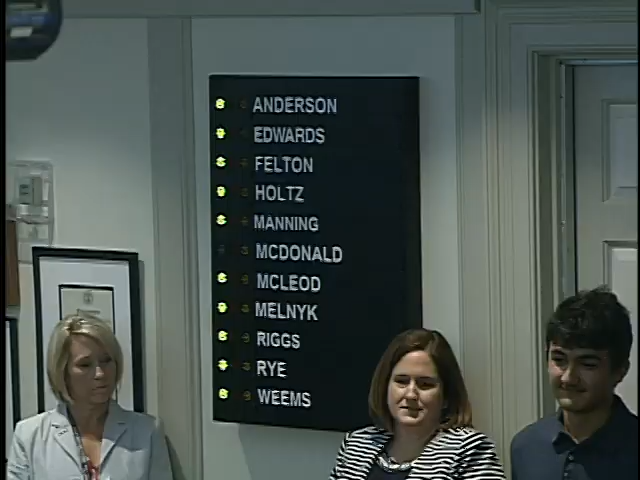 ANDERSON
EDWARDS
FELTON
HOLTZ
MANNING
MCDONALD
MCLEOD
MELNYK
RIGGS
RYE
WEEMS